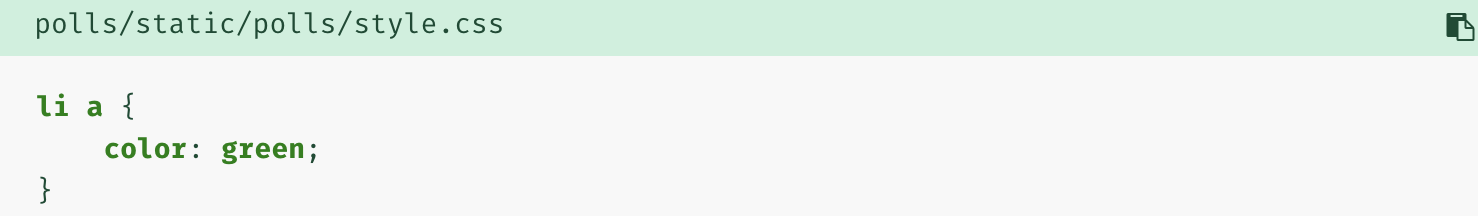 polls/static/polls/style.css
li a {
    color: green;
}